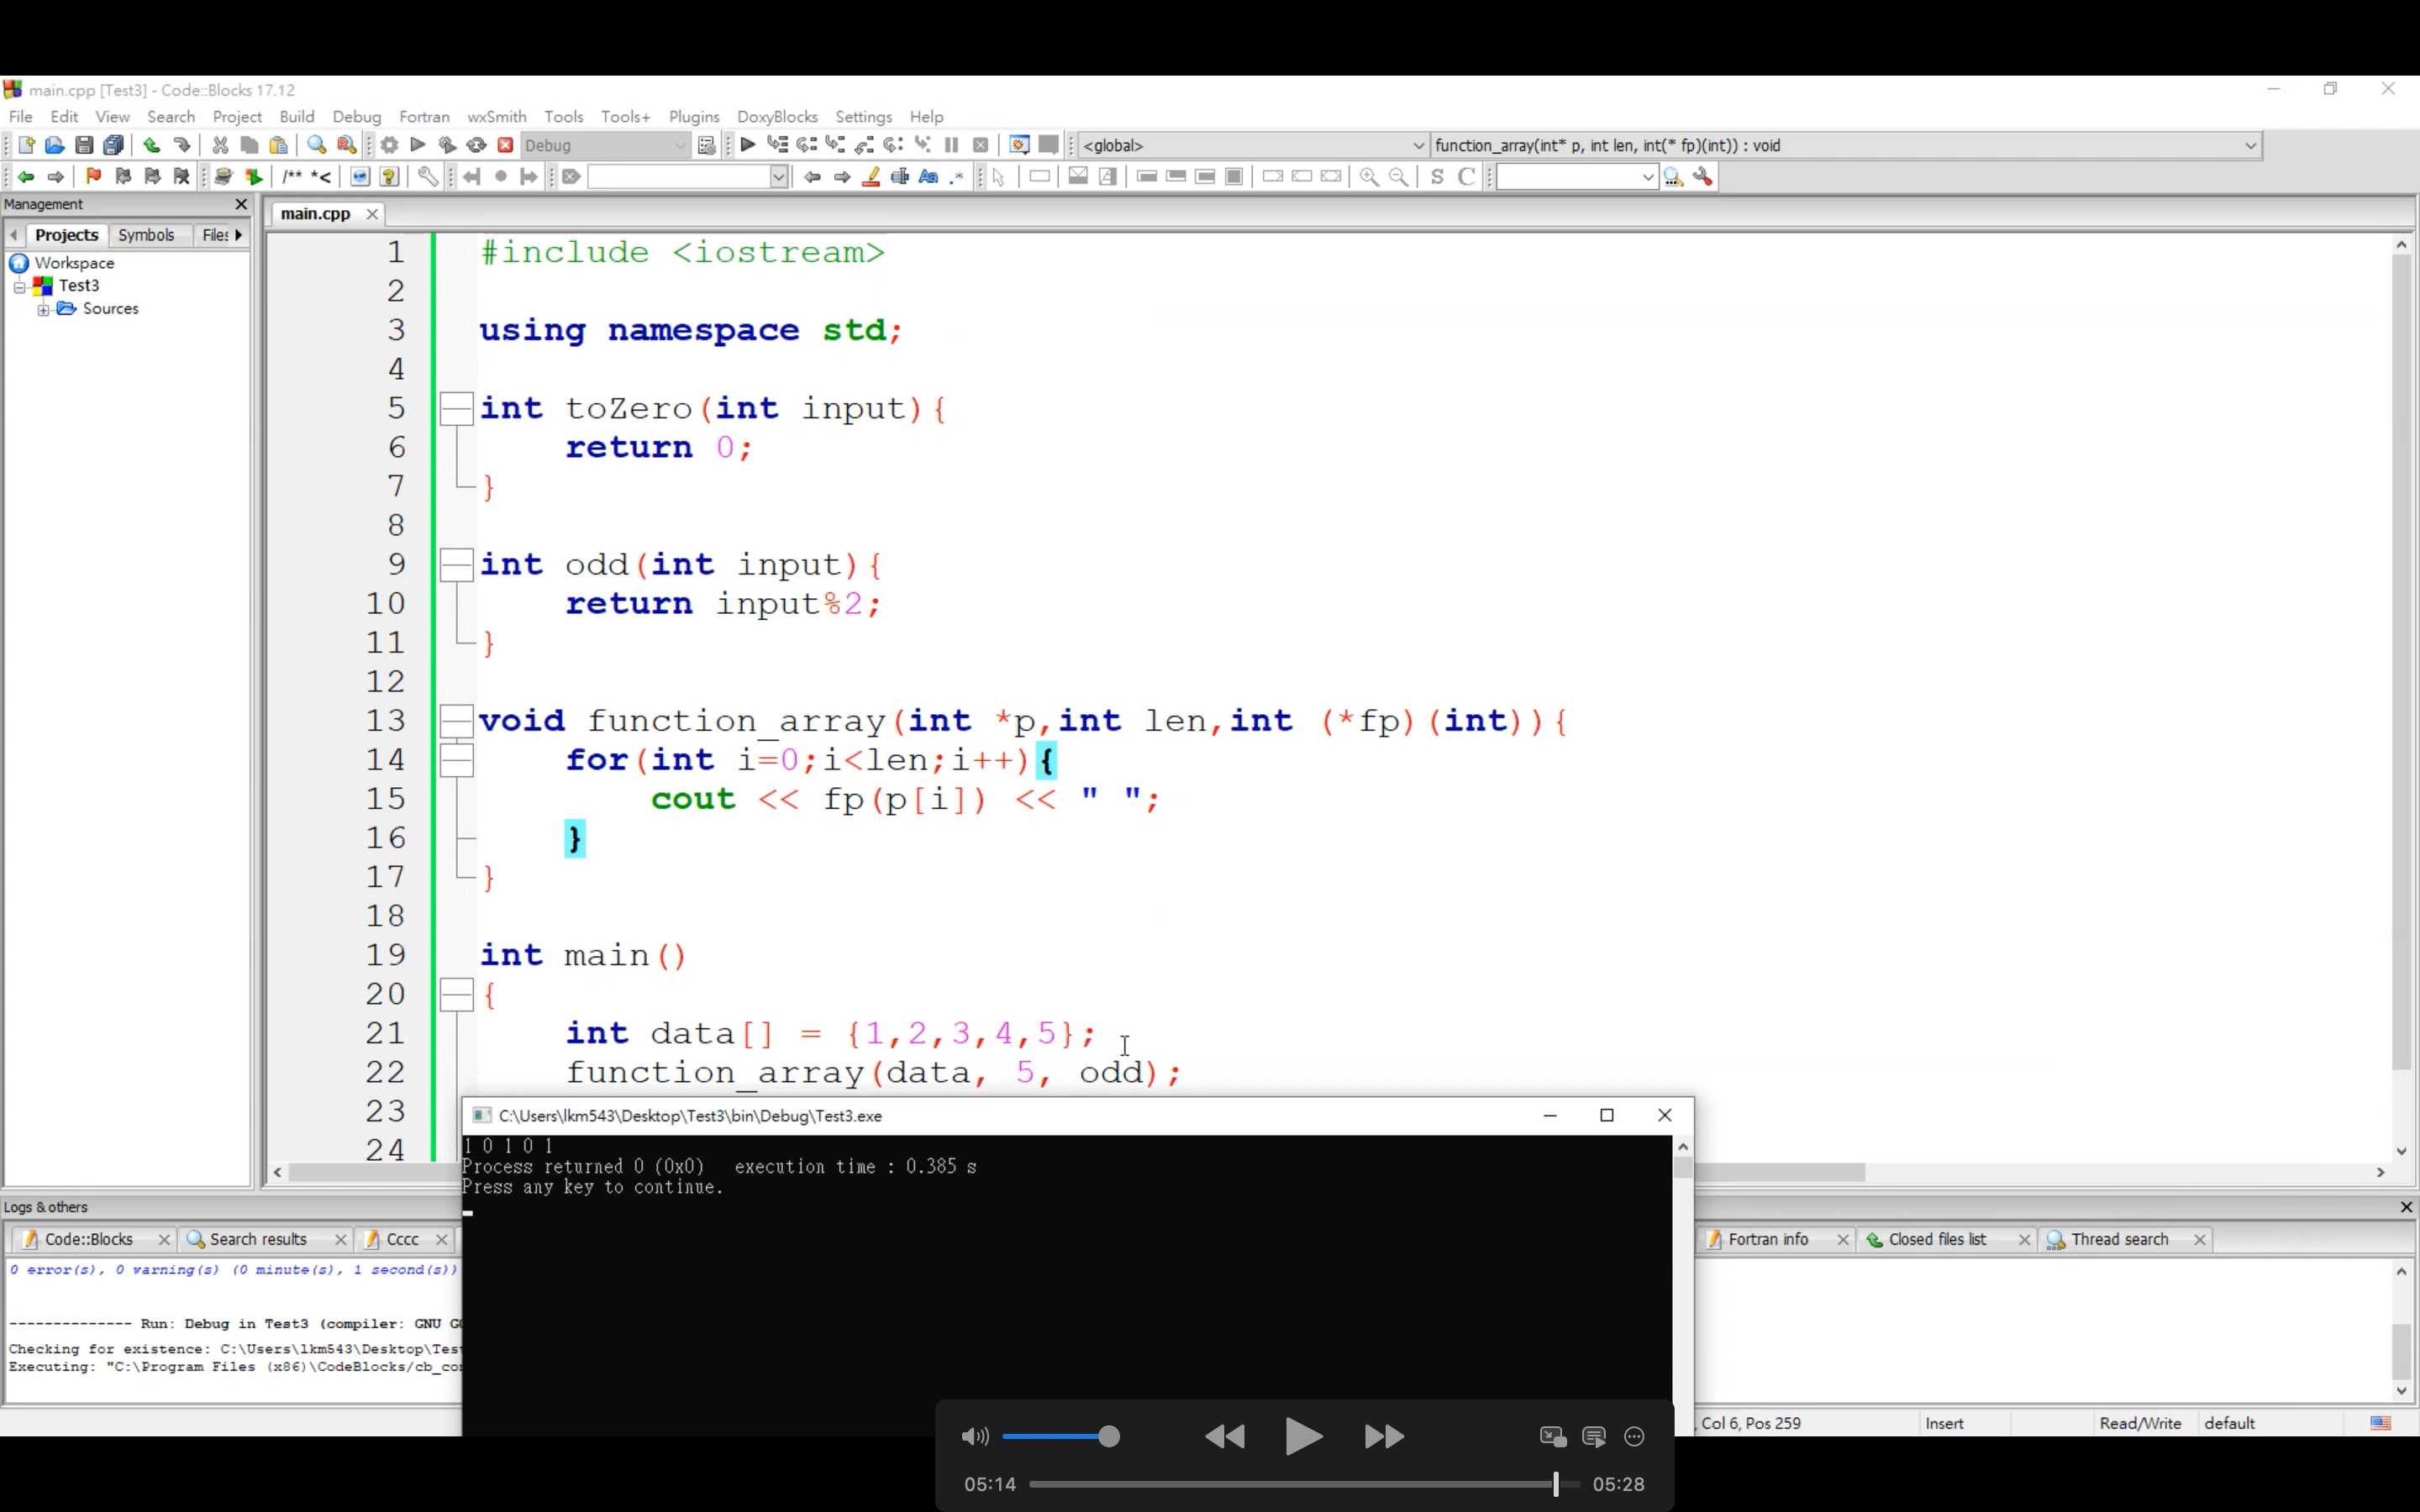 main.cpp [Test3] - Code::Blocks 17.12
File Edit View Search Project Build Debug Fortran wxSmith Tools Tools+ Plugins DoxyBlocks Settings Help
Debug <global> function_array(int* p, int len, int(* fp)(int)) : void
/** *< S C
Management
main.cpp
Projects Symbols Files
Workspace
Test3
Sources
1 #include <iostream>
2
3 using namespace std;
4
5 int toZero(int input){
6 return 0;
7 }
8
9 int odd(int input){
10 return input%2;
11 }
12
13 void function_array(int *p,int len,int (*fp)(int)){
14 for(int i=0;i<len;i++){
15 cout << fp(p[i]) << " ";
16 }
17 }
18
19 int main()
20 {
21 int data[] = {1,2,3,4,5};
22 function_array(data, 5, odd);
23
24
C:\Users\lkm543\Desktop\Test3\bin\Debug\Test3.exe
1 0 1 0 1
Process returned 0 (0x0) execution time : 0.385 s
Press any key to continue.
Logs & others
Code::Blocks Search results Cccc Fortran info Closed files list Thread search
0 error(s), 0 warning(s) (0 minute(s), 1 second(s))
-------------- Run: Debug in Test3 (compiler: GNU
Checking for existence: C:\Users\lkm543\Desktop\Tes
Executing: "C:\Program Files (x86)\CodeBlocks/cb_co
, Col 6, Pos 259 Insert Read/Write default
05:14 05:28